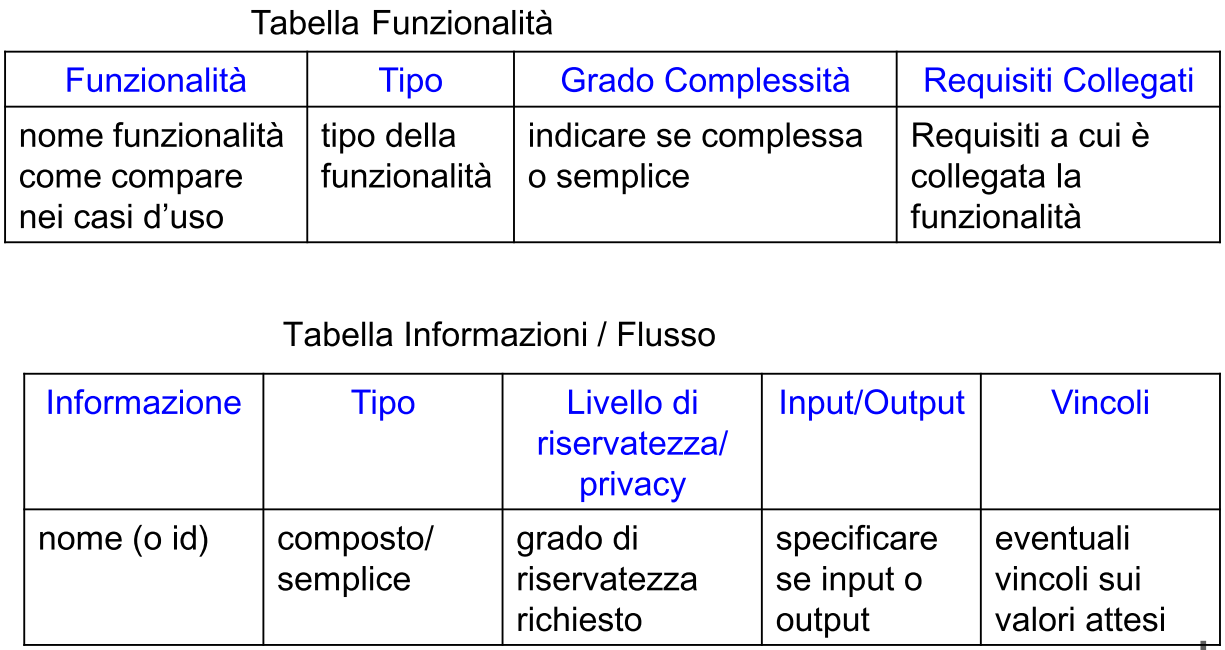 Tabella Funzionalità
Funzionalità Tipo Grado Complessità Requisiti Collegati
nome funzionalità tipo della indicare se complessa Requisiti a cui è
come compare funzionalità o semplice collegata la
nei casi d’uso funzionalità
Tabella Informazioni / Flusso
Informazione Tipo Livello di Input/Output Vincoli
riservatezza/
privacy
nome (o id) composto/ grado di specificare eventuali
semplice riservatezza se input o vincoli sui
richiesto output valori attesi